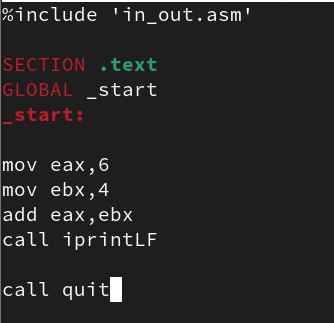 %include 'in_out.asm'
SECTION .text
GLOBAL _start
_start:
mov eax,6
mov ebx,4
add eax,ebx
call iprintLF
call quit